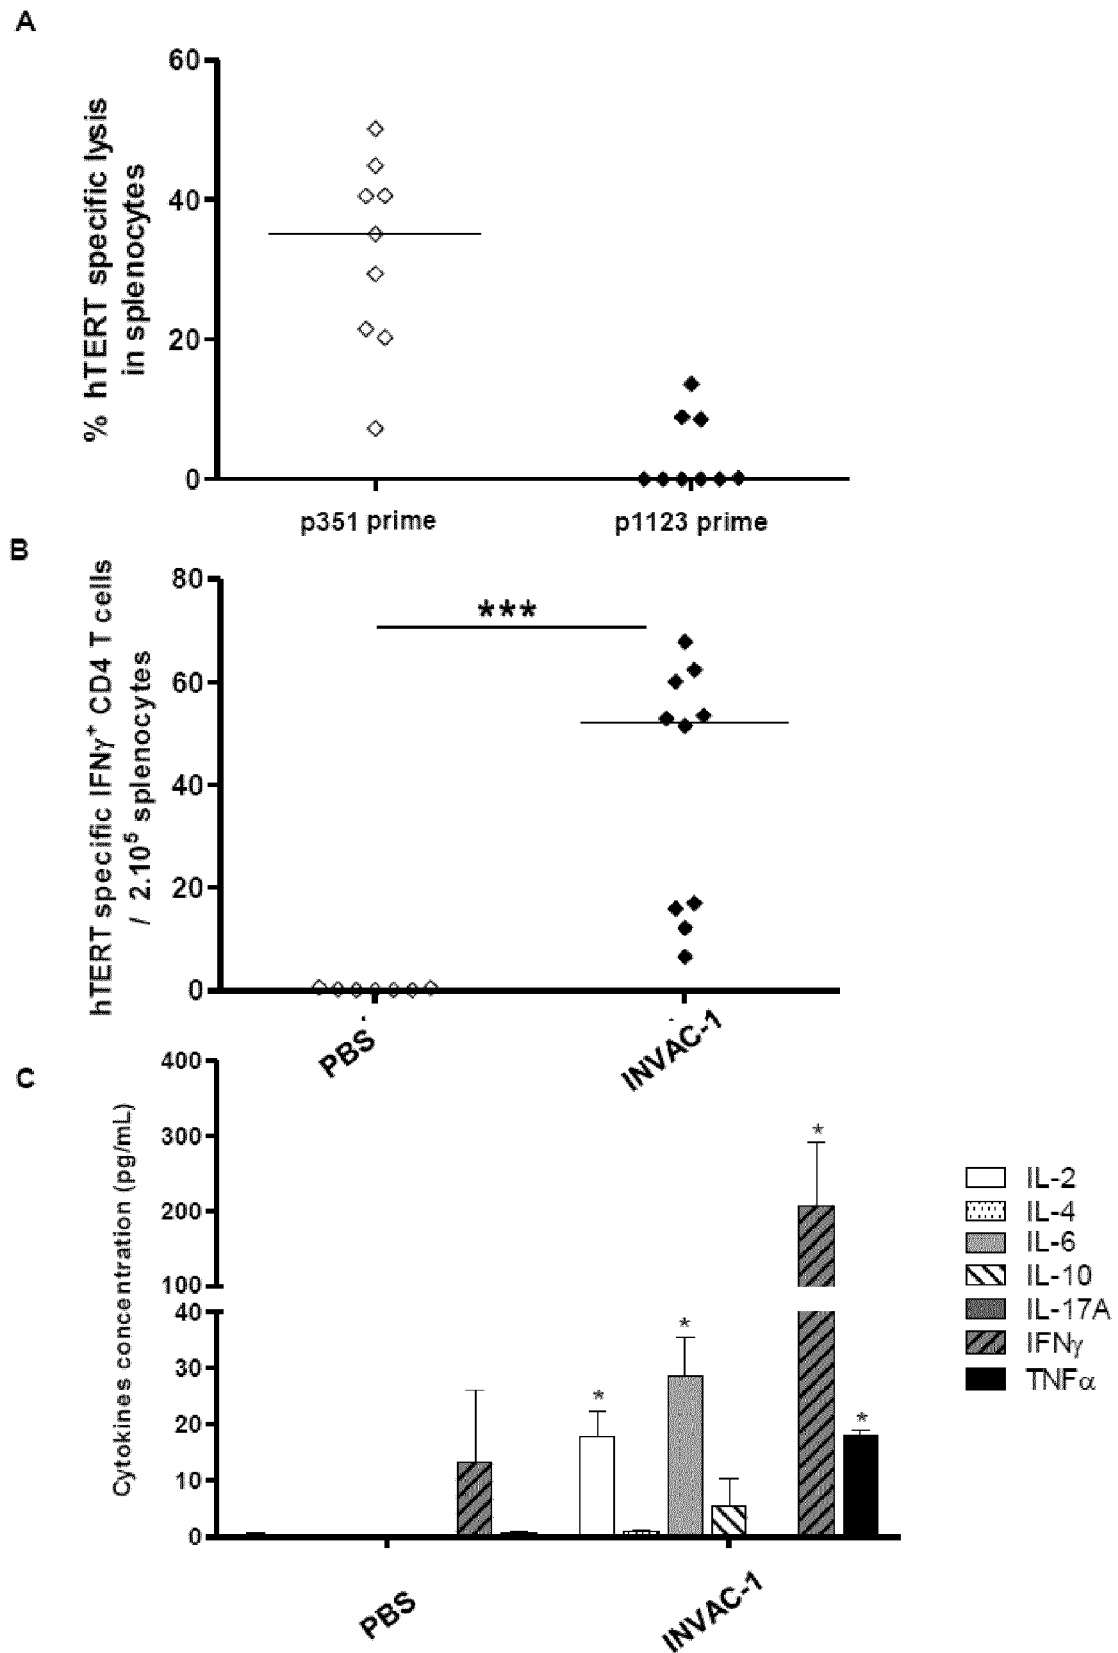 A
% hTERT specific lysis
in splenocytes
60
40
20
0
p351 prime
p1123 prime
B
hTERT specific IFNγ⁺ CD4 T cells
/ 2.10⁵ splenocytes
80
60
40
20
0
***
PBS
INVAC-1
C
Cytokines concentration (pg/mL)
400
300
200
100
40
30
20
10
0
*
*
*
*
PBS
INVAC-1
IL-2
IL-4
IL-6
IL-10
IL-17A
IFNγ
TNFα